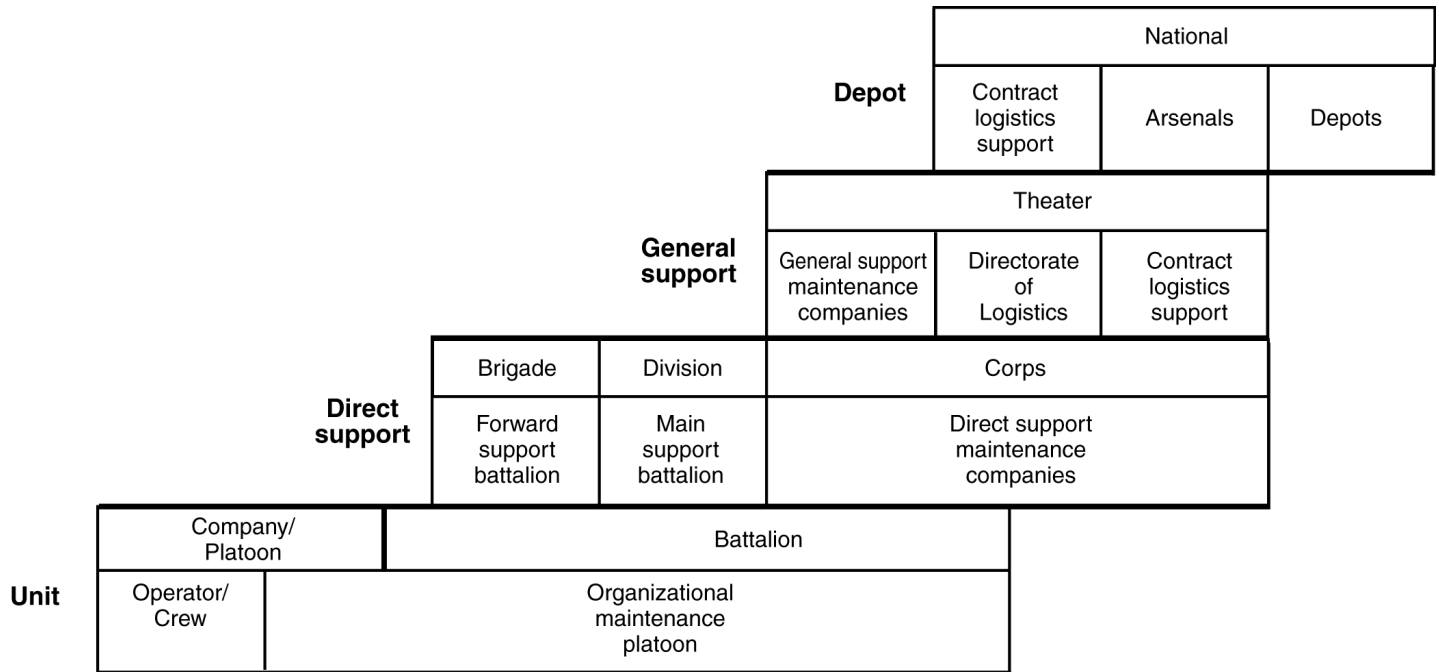 National
Depot
Contract
logistics
support
Arsenals
Depots
Theater
General
support
General support
maintenance
companies
Directorate
of
Logistics
Contract
logistics
support
Brigade
Division
Corps
Direct
support
Forward
support
battalion
Main
support
battalion
Direct support
maintenance
companies
Company/
Platoon
Battalion
Unit
Operator/
Crew
Organizational
maintenance
platoon